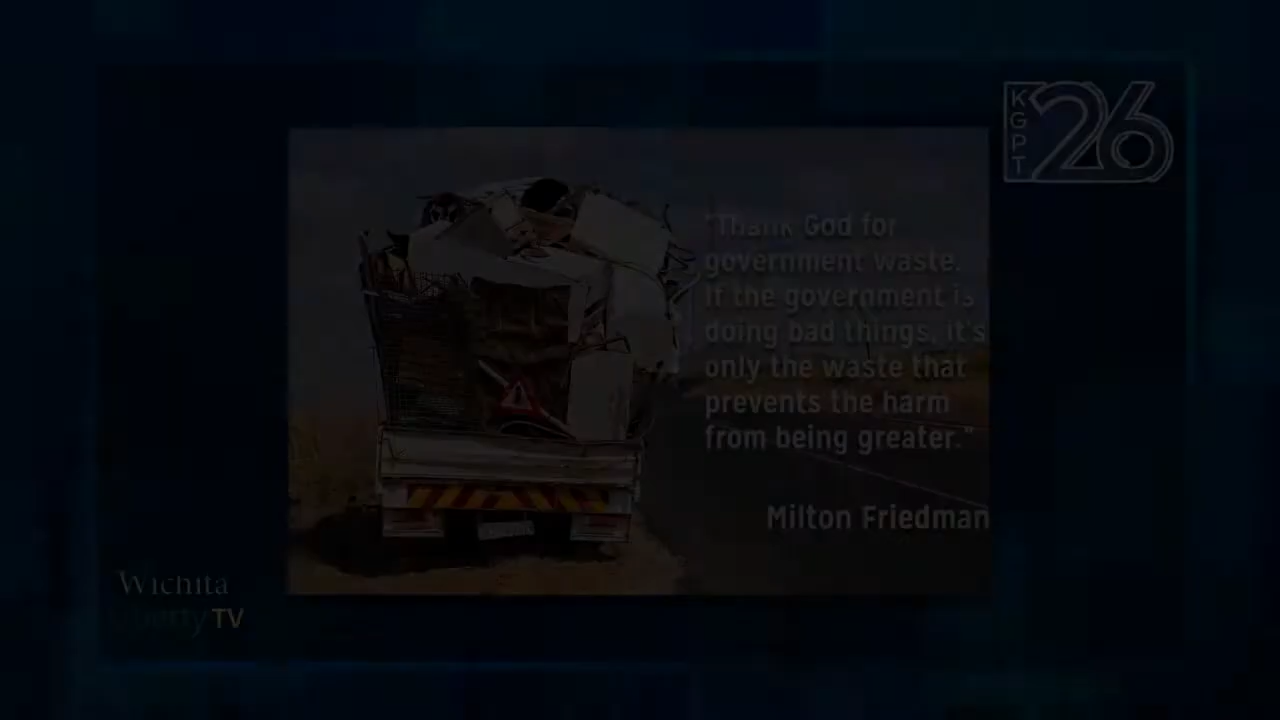 KGPT
26
"Thank God for
government waste.
If the government is
doing bad things, it's
only the waste that
prevents the harm
from being greater."
Milton Friedman
Wichita
Liberty TV